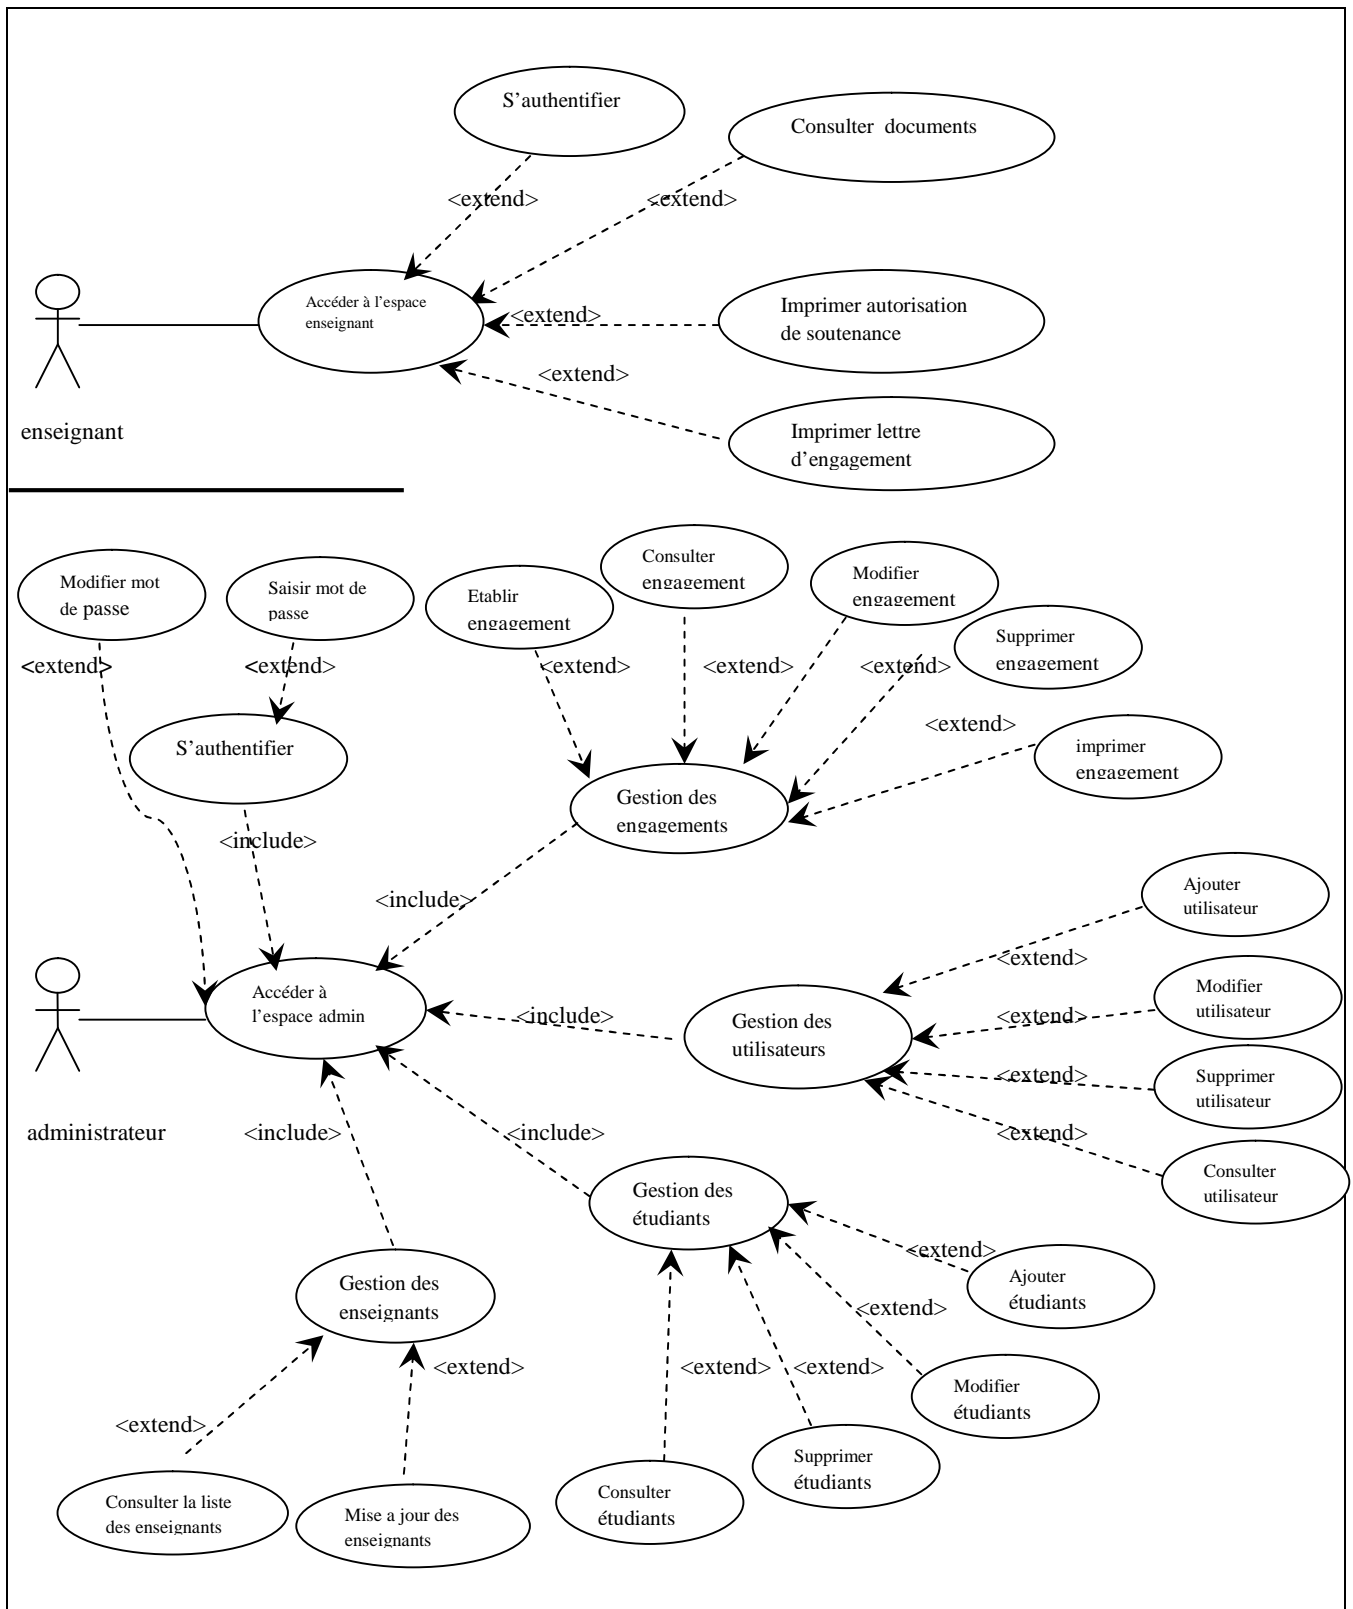 S’authentifier
Consulter documents
<extend>
<extend>
Accéder à l’espace
enseignant
<extend>
Imprimer autorisation
de soutenance
<extend>
enseignant
Imprimer lettre
d’engagement
Modifier mot
de passe
Saisir mot de
passe
Etablir
engagement
Consulter
engagement
Modifier
engagement
Supprimer
engagement
<extend>
<extend>
<extend>
<extend>
<extend>
<extend>
S’authentifier
imprimer
engagement
Gestion des
engagements
<include>
<include>
Ajouter
utilisateur
<extend>
Accéder à
l’espace admin
<include>
Gestion des
utilisateurs
<extend>
Modifier
utilisateur
<extend>
Supprimer
utilisateur
administrateur
<include>
<include>
<extend>
Consulter
utilisateur
Gestion des
étudiants
<extend>
Ajouter
étudiants
Gestion des
enseignants
<extend>
<extend>
<extend>
<extend>
Modifier
étudiants
<extend>
Supprimer
étudiants
Consulter
étudiants
Consulter la liste
des enseignants
Mise a jour des
enseignants